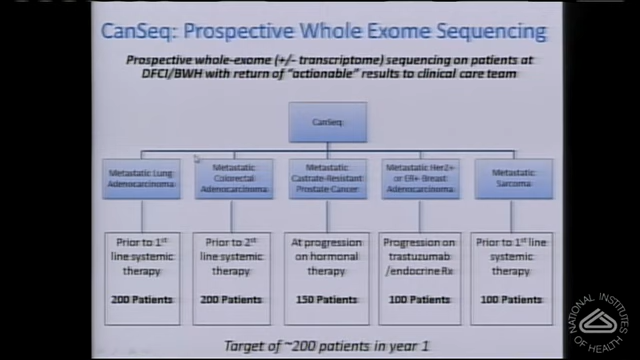 CanSeq: Prospective Whole Exome Sequencing
Prospective whole-exome (+/- transcriptome) sequencing on patients at
DFCI/BWH with return of "actionable" results to clinical care team
CanSeq:
Metastatic Lung
Adenocarcinoma
Metastatic
Colorectal
Adenocarcinoma
Metastatic
Castrate-Resistant
Prostate Cancer
Metastatic Her2+
or ER+ Breast
Adenocarcinoma
Metastatic
Sarcoma
Prior to 1st
line systemic
therapy
200 Patients
Prior to 2nd
line systemic
therapy
200 Patients
At progression
on hormonal
therapy
150 Patients
Progression on
trastuzumab
/endocrine Rx
100 Patients
Prior to 1st line
systemic
therapy
100 Patients
Target of ~200 patients in year 1
NATIONAL INSTITUTES
OF HEALTH